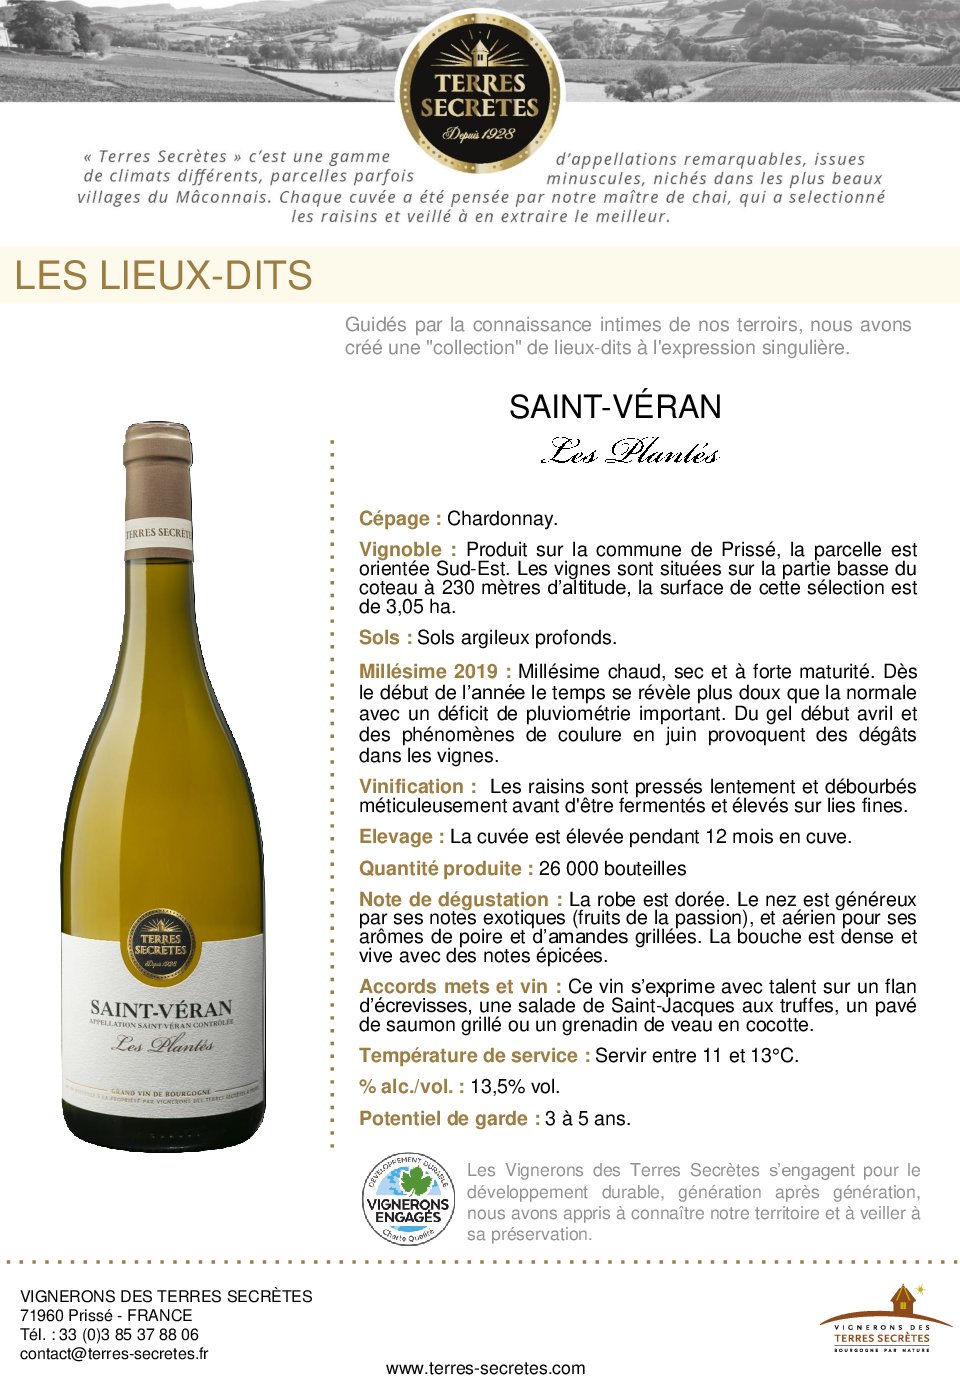 TERRES
SECRÈTES
Depuis 1928
« Terres Secrètes » c’est une gamme d’appellations remarquables, issues
de climats différents, parcelles parfois minuscules, nichés dans les plus beaux
villages du Mâconnais. Chaque cuvée a été pensée par notre maître de chai, qui a selectionné
les raisins et veillé à en extraire le meilleur.
LES LIEUX-DITS
Guidés par la connaissance intimes de nos terroirs, nous avons
créé une "collection" de lieux-dits à l'expression singulière.
SAINT-VÉRAN
Les Plantés
Cépage : Chardonnay.
Vignoble : Produit sur la commune de Prissé, la parcelle est
orientée Sud-Est. Les vignes sont situées sur la partie basse du
coteau à 230 mètres d’altitude, la surface de cette sélection est
de 3,05 ha.
Sols : Sols argileux profonds.
Millésime 2019 : Millésime chaud, sec et à forte maturité. Dès
le début de l’année le temps se révèle plus doux que la normale
avec un déficit de pluviométrie important. Du gel début avril et
des phénomènes de coulure en juin provoquent des dégâts
dans les vignes.
Vinification : Les raisins sont pressés lentement et débourbés
méticuleusement avant d'être fermentés et élevés sur lies fines.
Elevage : La cuvée est élevée pendant 12 mois en cuve.
Quantité produite : 26 000 bouteilles
Note de dégustation : La robe est dorée. Le nez est généreux
par ses notes exotiques (fruits de la passion), et aérien pour ses
arômes de poire et d’amandes grillées. La bouche est dense et
vive avec des notes épicées.
Accords mets et vin : Ce vin s’exprime avec talent sur un flan
d’écrevisses, une salade de Saint-Jacques aux truffes, un pavé
de saumon grillé ou un grenadin de veau en cocotte.
Température de service : Servir entre 11 et 13°C.
% alc./vol. : 13,5% vol.
Potentiel de garde : 3 à 5 ans.
TERRES SECRÈTES
TERRES
SECRÈTES
Depuis 1928
SAINT-VÉRAN
APPELLATION SAINT-VÉRAN CONTRÔLÉE
Les Plantés
GRAND VIN DE BOURGOGNE
DÉVELOPPEMENT DURABLE
VIGNERONS
ENGAGÉS
Charte Qualité
Les Vignerons des Terres Secrètes s’engagent pour le
développement durable, génération après génération,
nous avons appris à connaître notre territoire et à veiller à
sa préservation.
VIGNERONS DES TERRES SECRÈTES
71960 Prissé - FRANCE
Tél. : 33 (0)3 85 37 88 06
contact@terres-secretes.fr
www.terres-secretes.com
VIGNERONS DES
TERRES SECRÈTES
BOURGOGNE PAR NATURE